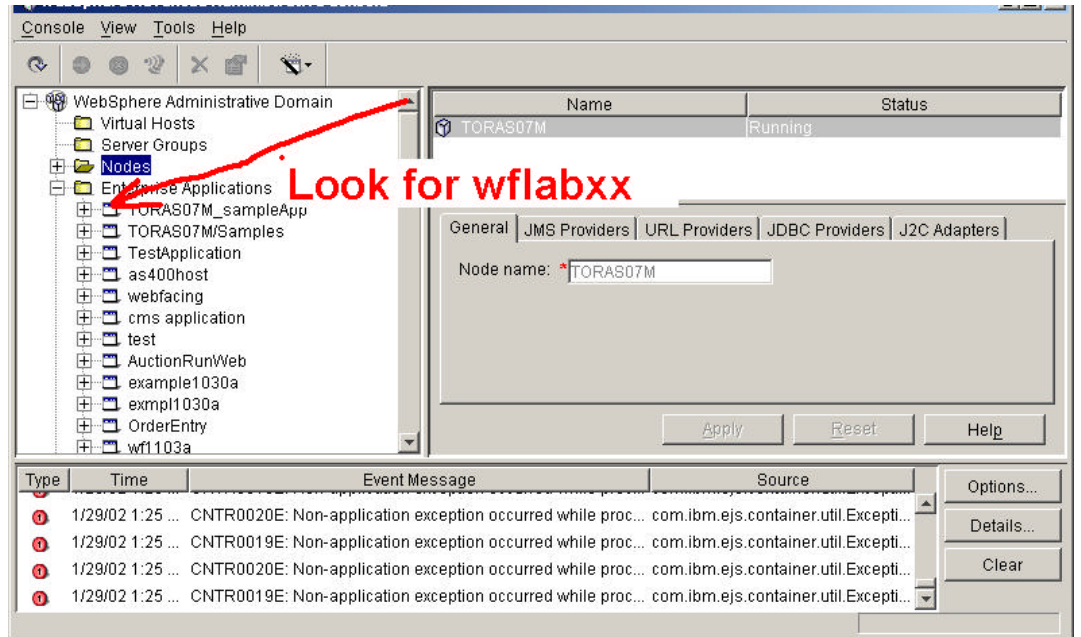 Console View Tools Help
WebSphere Administrative Domain
Virtual Hosts
Server Groups
Nodes
Enterprise Applications
TORAS07M_sampleApp
TORAS07M/Samples
TestApplication
as400host
webfacing
cms application
test
AuctionRunWeb
example1030a
exmpl1030a
OrderEntry
wf1103a
Look for wflabxx
Name Status
TORAS07M Running
General JMS Providers URL Providers JDBC Providers J2C Adapters
Node name: *TORAS07M
Apply Reset Help
Type Time Event Message Source
1/29/02 1:25 ... CNTR0020E: Non-application exception occurred while proc... com.ibm.ejs.container.util.Excepti...
1/29/02 1:25 ... CNTR0019E: Non-application exception occurred while proc... com.ibm.ejs.container.util.Excepti...
1/29/02 1:25 ... CNTR0020E: Non-application exception occurred while proc... com.ibm.ejs.container.util.Excepti...
1/29/02 1:25 ... CNTR0019E: Non-application exception occurred while proc... com.ibm.ejs.container.util.Excepti...
Options...
Details...
Clear